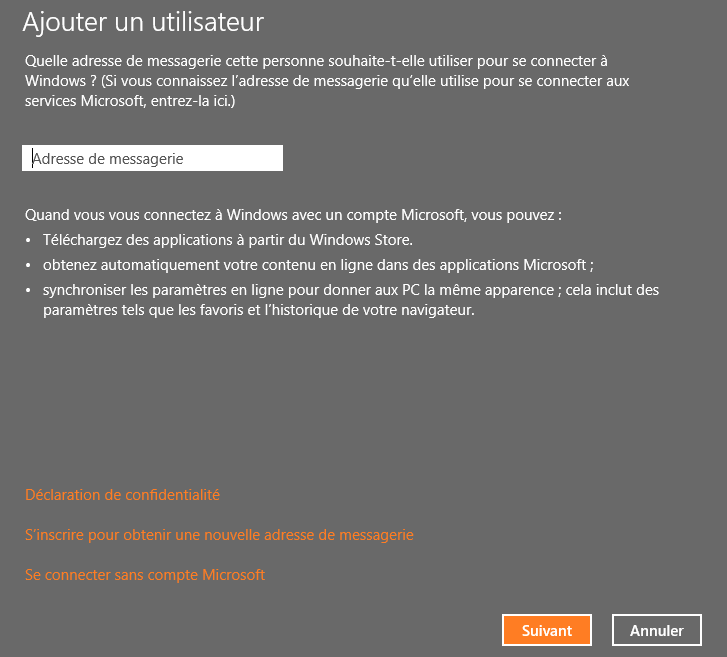 Ajouter un utilisateur
Quelle adresse de messagerie cette personne souhaite-t-elle utiliser pour se connecter à
Windows ? (Si vous connaissez l'adresse de messagerie qu'elle utilise pour se connecter aux
services Microsoft, entrez-la ici.)
Adresse de messagerie
Quand vous vous connectez à Windows avec un compte Microsoft, vous pouvez :
• Téléchargez des applications à partir du Windows Store.
• obtenez automatiquement votre contenu en ligne dans des applications Microsoft ;
• synchroniser les paramètres en ligne pour donner aux PC la même apparence ; cela inclut des
paramètres tels que les favoris et l'historique de votre navigateur.
Déclaration de confidentialité
S'inscrire pour obtenir une nouvelle adresse de messagerie
Se connecter sans compte Microsoft
Suivant Annuler